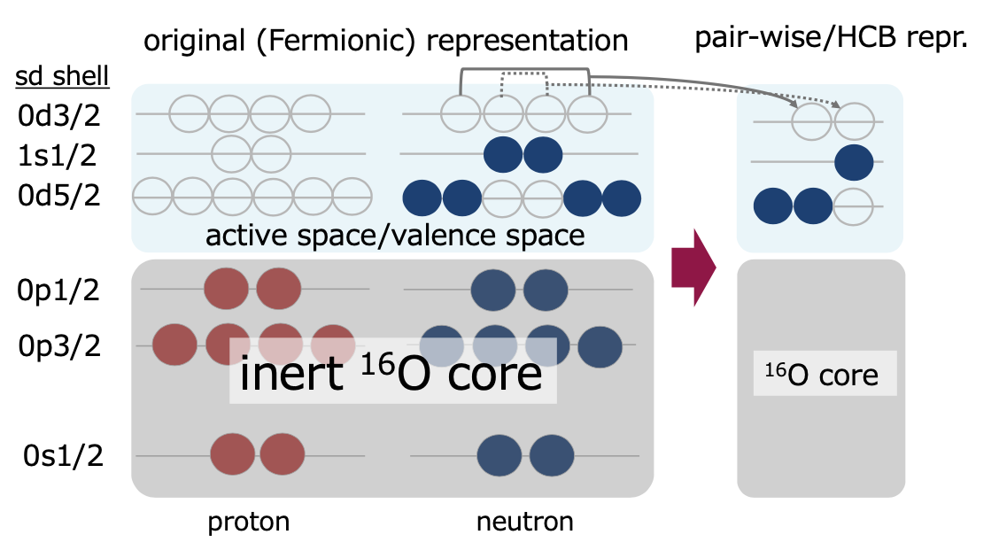 original (Fermionic) representation
pair-wise/HCB repr.
sd shell
0d3/2
1s1/2
0d5/2
active space/valence space
0p1/2
0p3/2
inert ¹⁶O core
¹⁶O core
0s1/2
proton
neutron